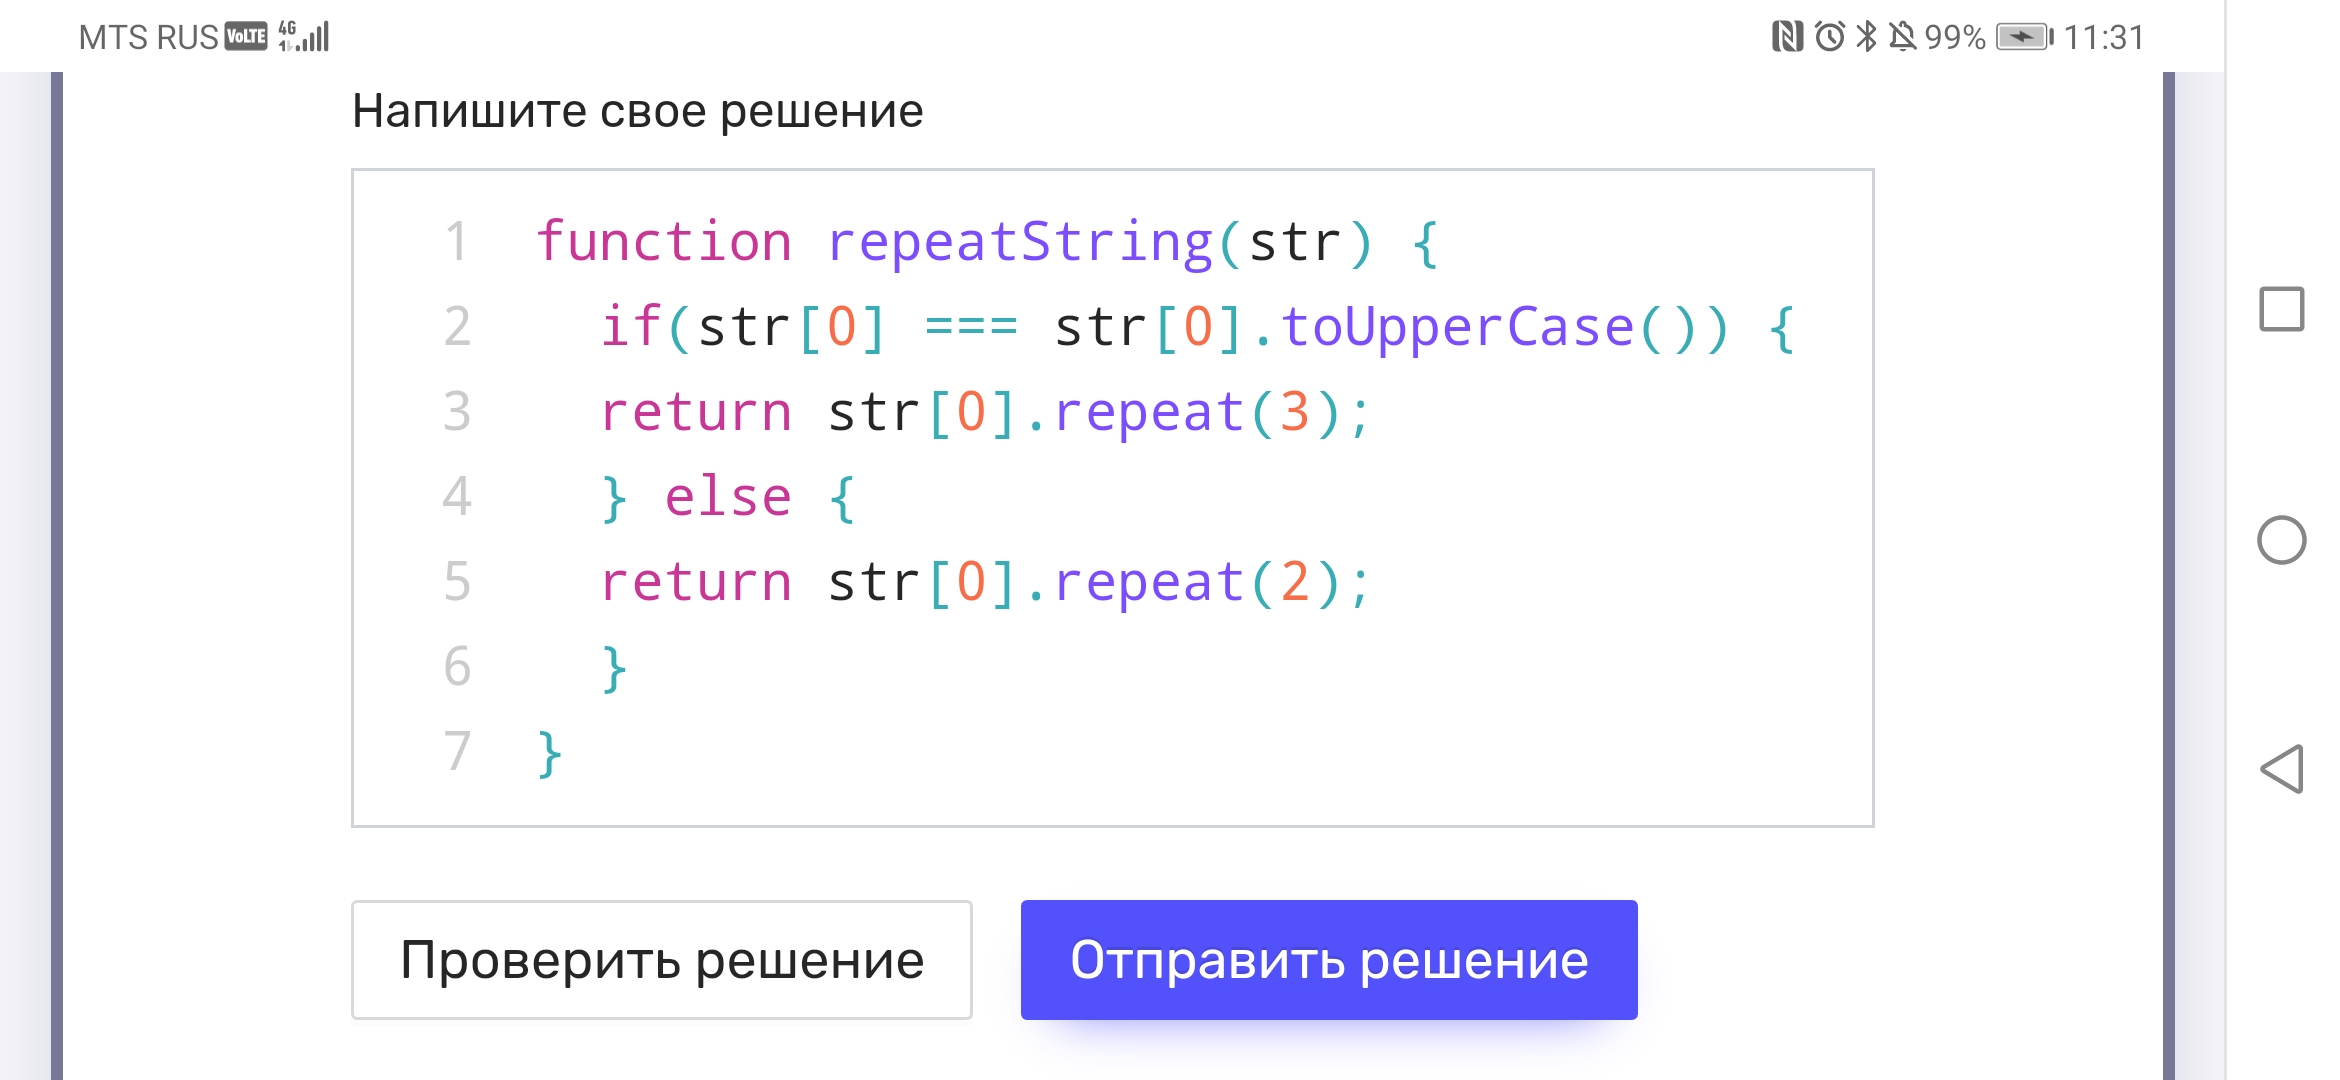 MTS RUS VoLTE 4G 99% 11:31
Напишите свое решение
1 function repeatString(str) {
2 if(str[0] === str[0].toUpperCase()) {
3 return str[0].repeat(3);
4 } else {
5 return str[0].repeat(2);
6 }
7 }
Проверить решение Отправить решение